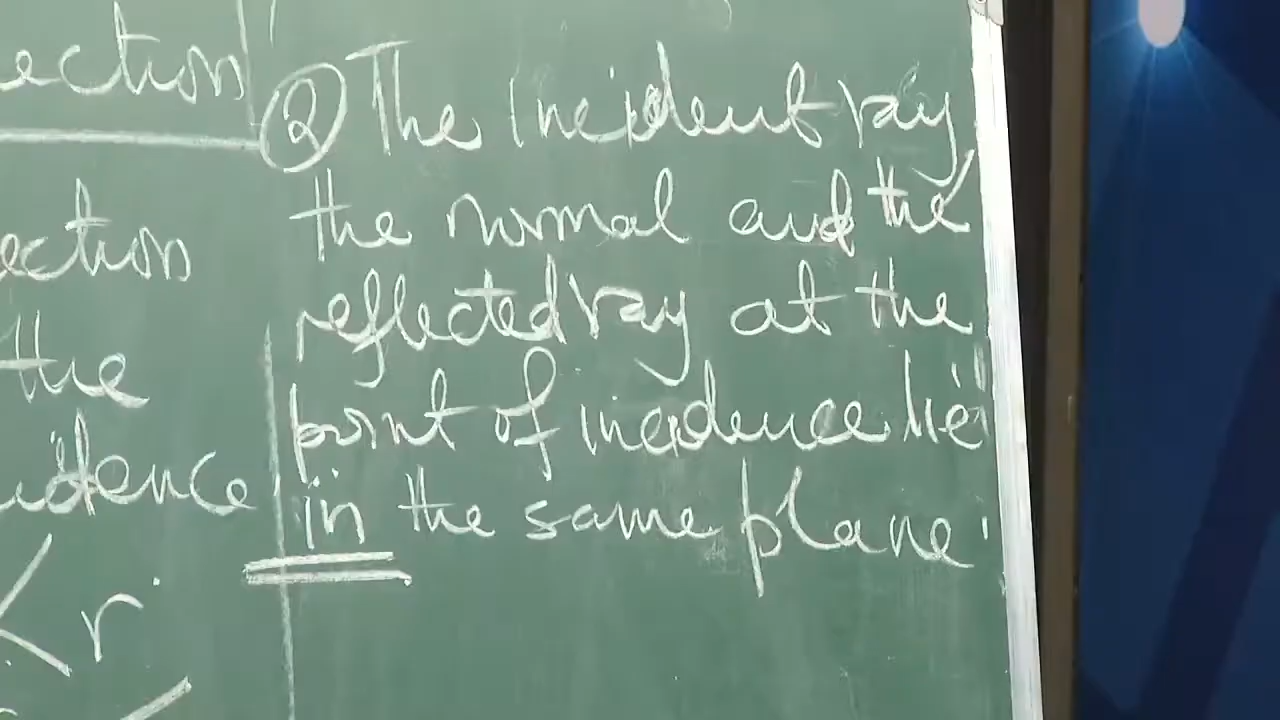 ection
ection
the
idence
< r
② The Incident ray,
the normal and the
reflected ray at the
point of incidence lie
in the same plane.